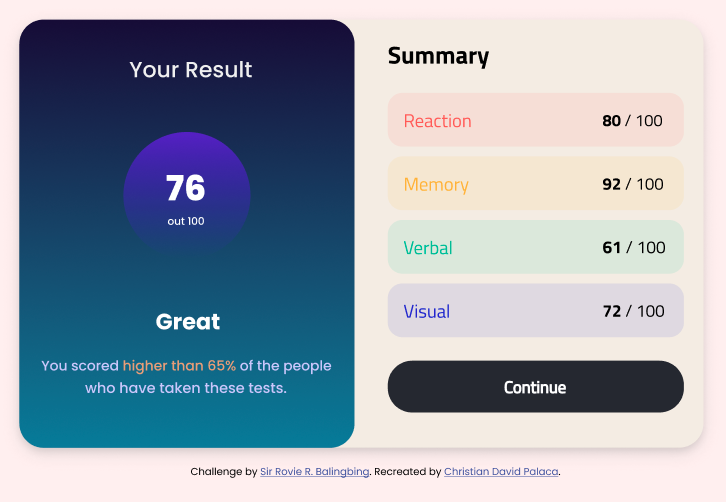 Your Result
76
out 100
Great
You scored higher than 65% of the people
who have taken these tests.
Summary
Reaction 80 / 100
Memory 92 / 100
Verbal 61 / 100
Visual 72 / 100
Continue
Challenge by Sir Rovie R. Balingbing. Recreated by Christian David Palaca.